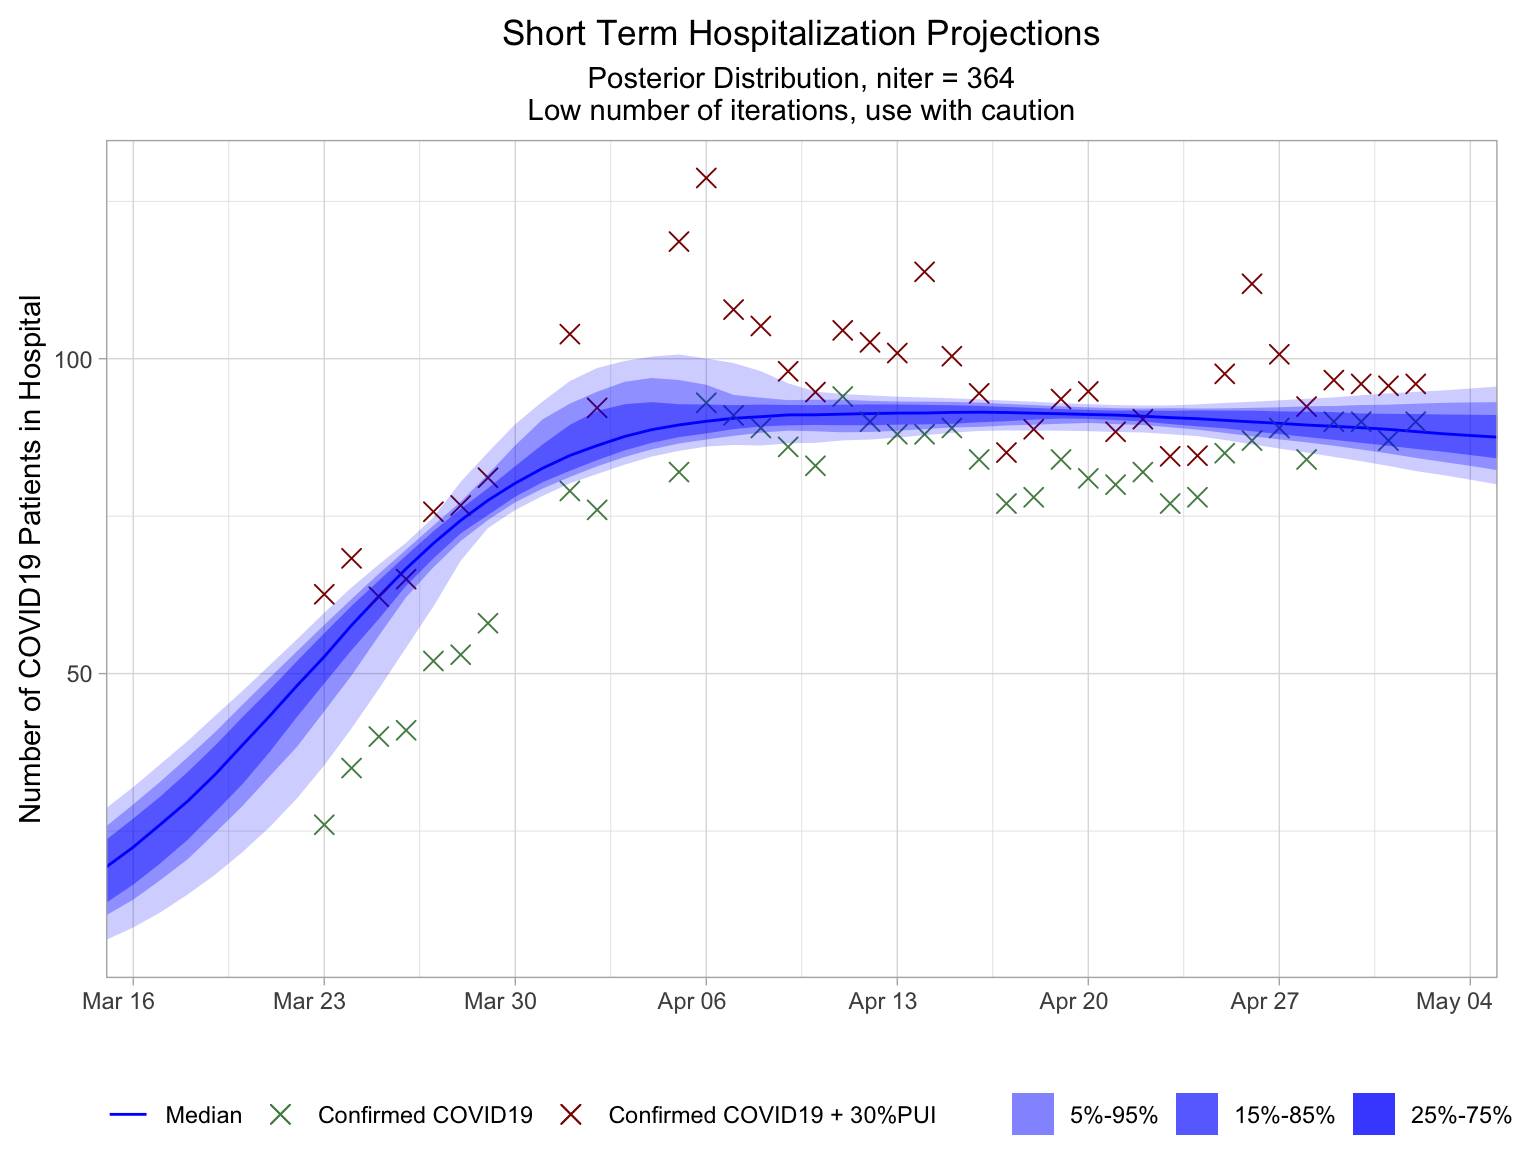 Short Term Hospitalization Projections
Posterior Distribution, niter = 364
Low number of iterations, use with caution
Number of COVID19 Patients in Hospital
100
50
Mar 16 Mar 23 Mar 30 Apr 06 Apr 13 Apr 20 Apr 27 May 04
Median Confirmed COVID19 Confirmed COVID19 + 30%PUI 5%-95% 15%-85% 25%-75%